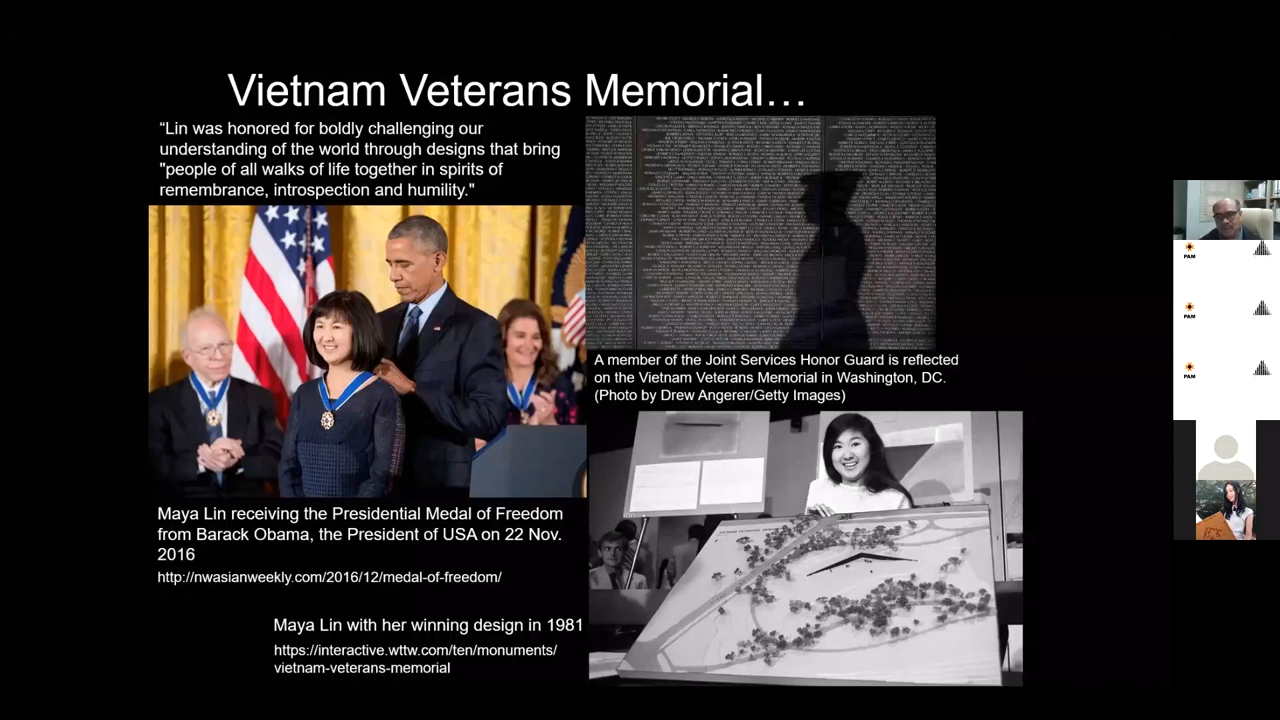 Vietnam Veterans Memorial…
“Lin was honored for boldly challenging our
understanding of the world through designs that bring
"people of all walks of life together in spirits of
remembrance, introspection and humility."
A member of the Joint Services Honor Guard is reflected
on the Vietnam Veterans Memorial in Washington, DC.
(Photo by Drew Angerer/Getty Images)
Maya Lin receiving the Presidential Medal of Freedom
from Barack Obama, the President of USA on 22 Nov.
2016
http://nwasianweekly.com/2016/12/medal-of-freedom/
Maya Lin with her winning design in 1981
https://interactive.wttw.com/ten/monuments/
vietnam-veterans-memorial
PAM
PAM
PAM